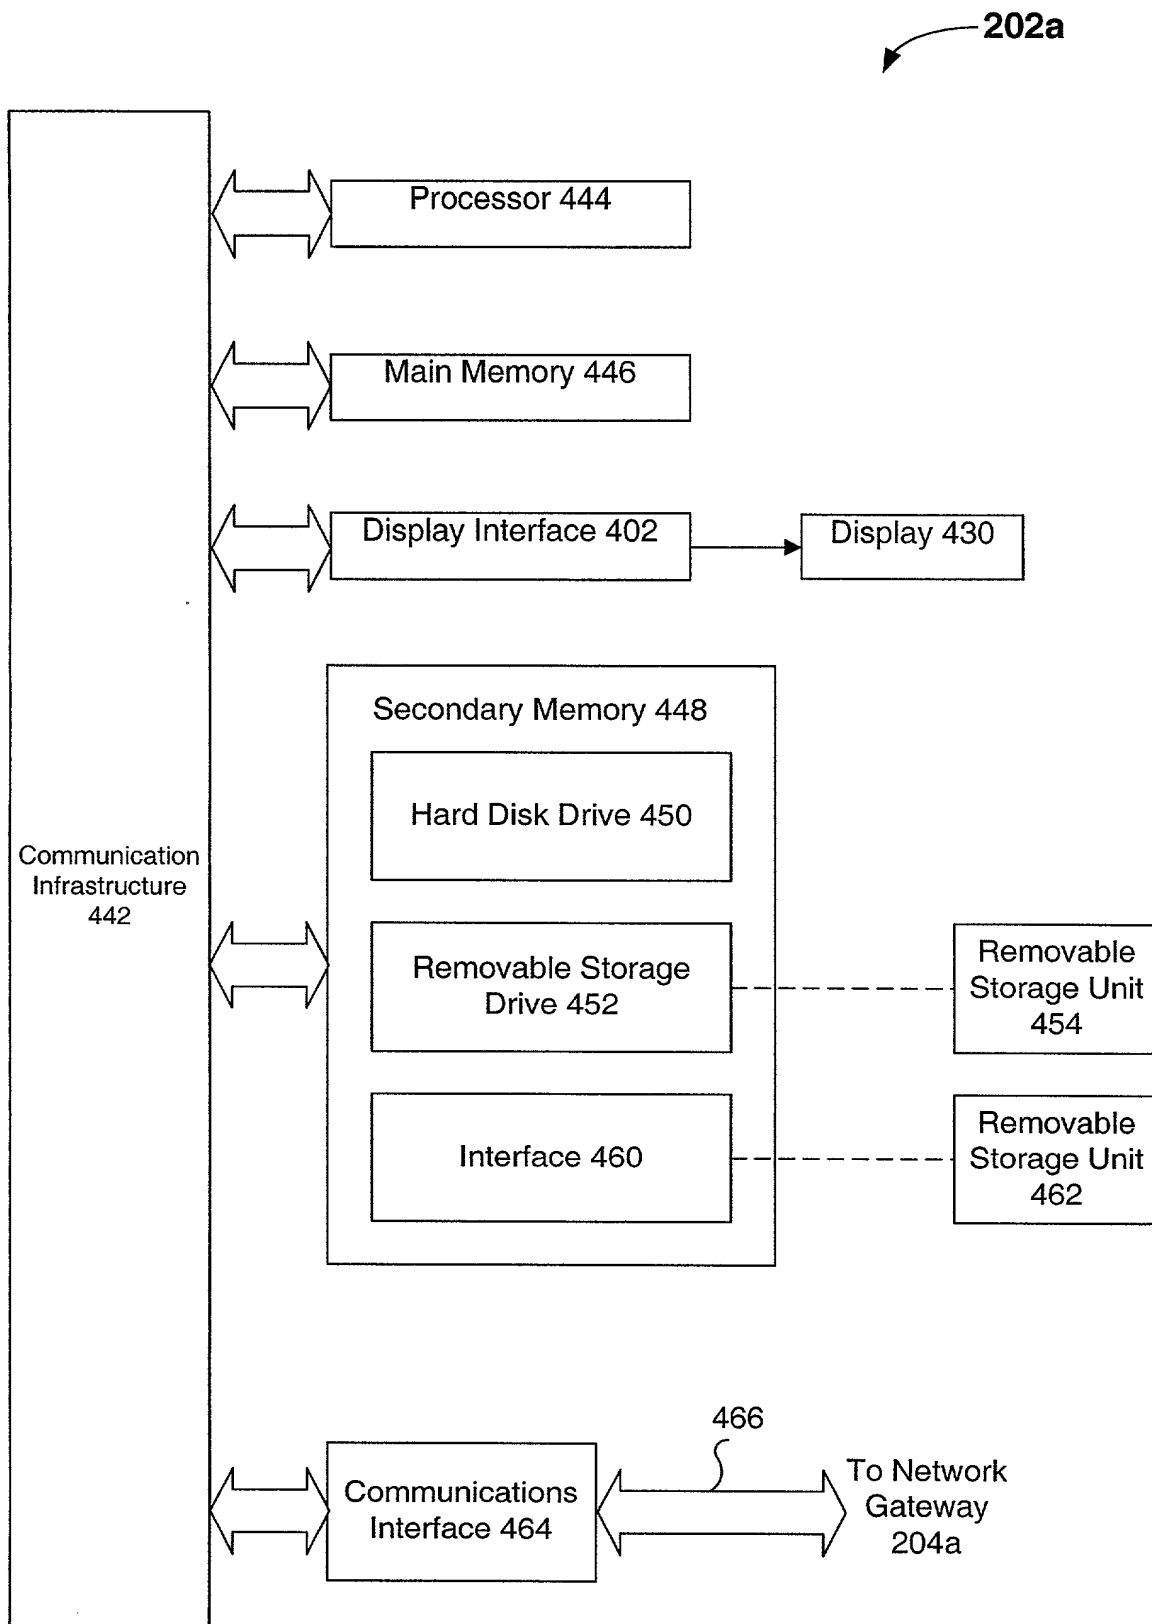 202a
Processor 444
Main Memory 446
Display Interface 402
Display 430
Secondary Memory 448
Hard Disk Drive 450
Communication
Infrastructure
442
Removable Storage
Drive 452
Removable
Storage Unit
454
Interface 460
Removable
Storage Unit
462
466
Communications
Interface 464
To Network
Gateway
204a